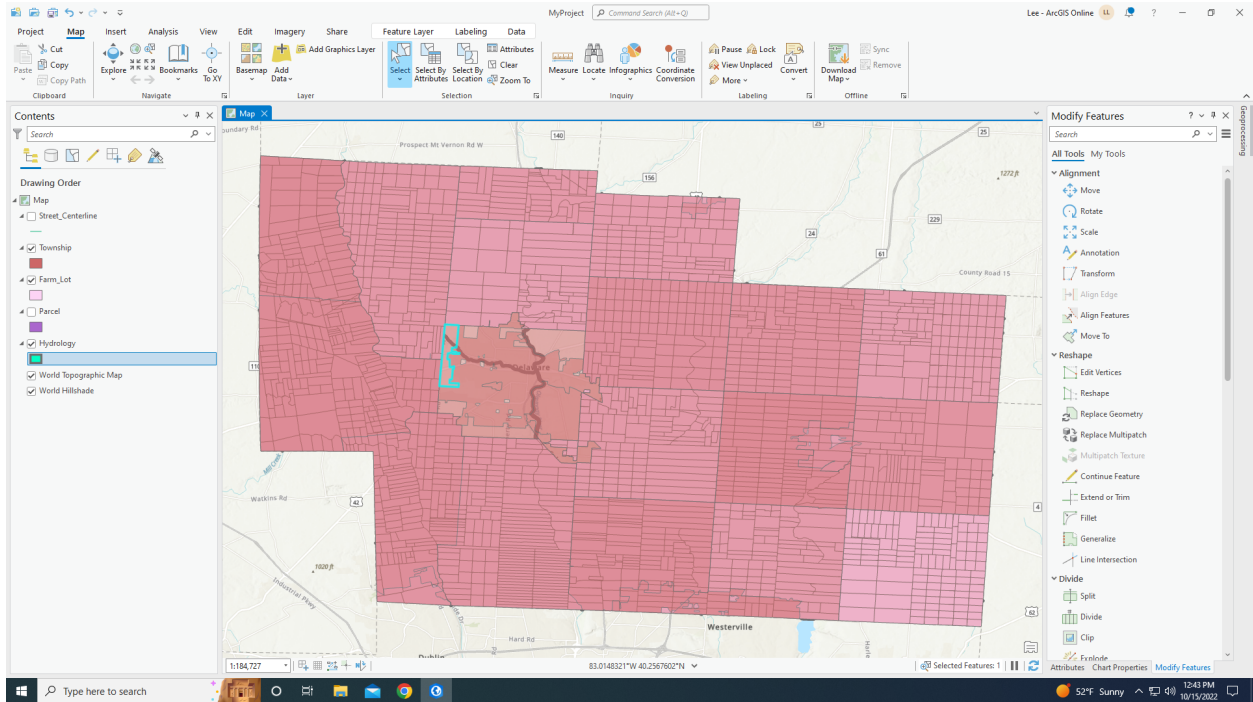 MyProject
Command Search (Alt+Q)
Lee - ArcGIS Online
LL
?
Project Map Insert Analysis View Edit Imagery Share Feature Layer Labeling Data
Cut
Copy
Copy Path
Paste
Explore
Bookmarks
Go To XY
Basemap
Add Data
Add Graphics Layer
Select
Select By Attributes
Select By Location
Attributes
Clear
Zoom To
Measure
Locate
Infographics
Coordinate Conversion
Pause
Lock
View Unplaced
More
Convert
Download Map
Sync
Remove
Clipboard Navigate Layer Selection Inquiry Labeling Offline
Contents
Search
Drawing Order
Map
Street_Centerline
Township
Farm_Lot
Parcel
Hydrology
World Topographic Map
World Hillshade
Map
oundary Rd
140
25
25
Prospect Mt Vernon Rd W
156
1272 ft
229
24
61
County Road 15
Delaware
Mill Creek
Watkins Rd
42
4
1020 ft
Industrial Pkwy
62
Westerville
Hard Rd
Dublin
1:184,727
83.0148321°W 40.2567602°N
Selected Features: 1
Modify Features
?
Search
Geoprocessing
All Tools My Tools
Alignment
Move
Rotate
Scale
Annotation
Transform
Align Edge
Align Features
Move To
Reshape
Edit Vertices
Reshape
Replace Geometry
Replace Multipatch
Multipatch Texture
Continue Feature
Extend or Trim
Fillet
Generalize
Line Intersection
Divide
Split
Divide
Clip
Explode
Attributes Chart Properties Modify Features
Type here to search
52°F Sunny
12:43 PM
10/15/2022